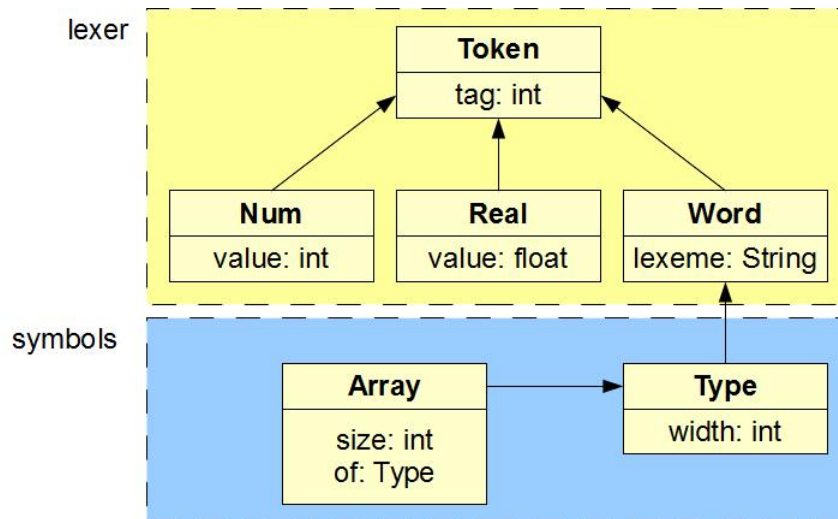 lexer
Token
tag: int
Num
value: int
Real
value: float
Word
lexeme: String
symbols
Array
size: int
of: Type
Type
width: int